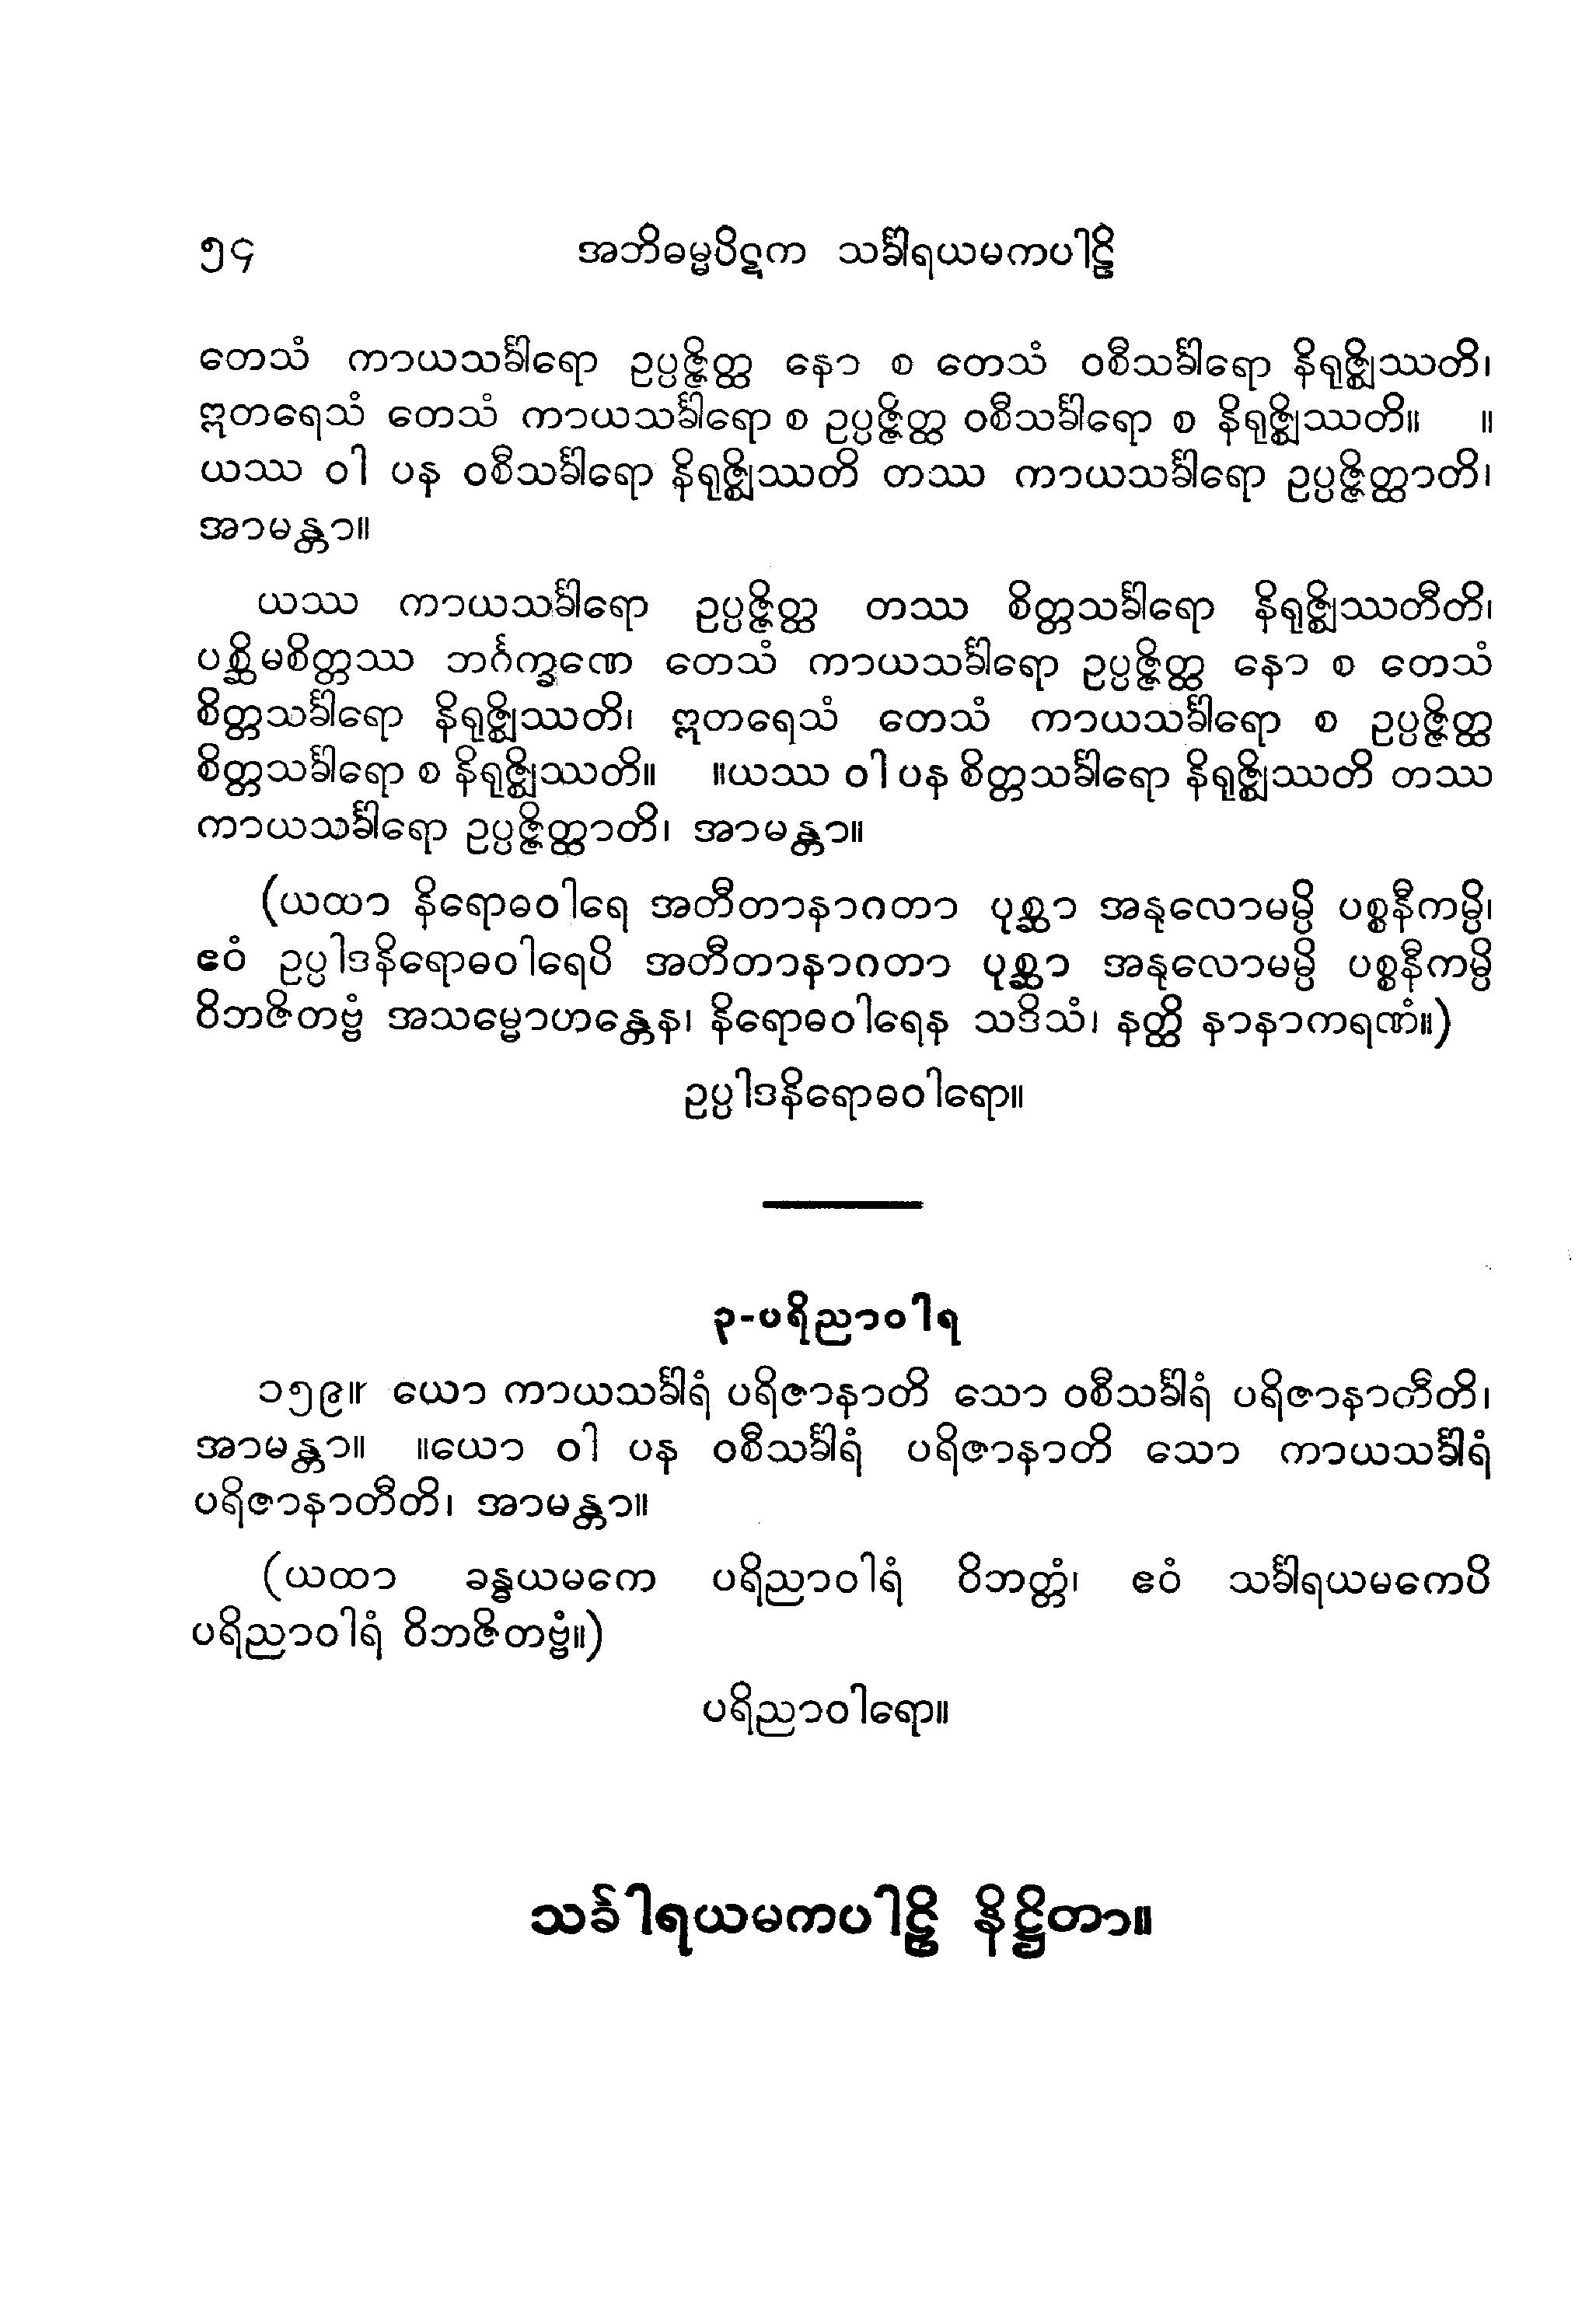 ၅၄ အဘိဓမ္မပိဋက သင်္ခါရယမကပါဠိ
တေသံ ကာယသင်္ခါရော ဥပ္ပဇ္ဇိတ္ထ နော စ တေသံ ဝစီသင်္ခါရော နိရုဇ္ဈိဿတိ၊
ဣတရေသံ တေသံ ကာယသင်္ခါရော စ ဥပ္ပဇ္ဇိတ္ထ ဝစီသင်္ခါရော စ နိရုဇ္ဈိဿတိ။ ။
ယဿ ဝါ ပန ဝစီသင်္ခါရော နိရုဇ္ဈိဿတိ တဿ ကာယသင်္ခါရော ဥပ္ပဇ္ဇိတ္ထာတိ၊
အာမန္တာ။
ယဿ ကာယသင်္ခါရော ဥပ္ပဇ္ဇိတ္ထ တဿ စိတ္တသင်္ခါရော နိရုဇ္ဈိဿတီတိ၊
ပစ္ဆိမစိတ္တဿ ဘင်္ဂက္ခဏေ တေသံ ကာယသင်္ခါရော ဥပ္ပဇ္ဇိတ္ထ နော စ တေသံ
စိတ္တသင်္ခါရော နိရုဇ္ဈိဿတိ၊ ဣတရေသံ တေသံ ကာယသင်္ခါရော စ ဥပ္ပဇ္ဇိတ္ထ
စိတ္တသင်္ခါရော စ နိရုဇ္ဈိဿတိ။ ။ယဿ ဝါ ပန စိတ္တသင်္ခါရော နိရုဇ္ဈိဿတိ တဿ
ကာယသင်္ခါရော ဥပ္ပဇ္ဇိတ္ထာတိ၊ အာမန္တာ။
(ယထာ နိရောဓဝါရေ အတီတာနာဂတာ ပုစ္ဆာ အနုလောမမ္ပိ ပစ္စနီကမ္ပိ၊
ဧဝံ ဥပ္ပါဒနိရောဓဝါရေပိ အတီတာနာဂတာ ပုစ္ဆာ အနုလောမမ္ပိ ပစ္စနီကမ္ပိ
ဝိဘဇိတဗ္ဗံ အသမ္မောဟန္တေန၊ နိရောဓဝါရေန သဒိသံ၊ နတ္ထိ နာနာကရဏံ။)
ဥပ္ပါဒနိရောဓဝါရော။
၃-ပရိညာဝါရ
၁၅၉။ ယော ကာယသင်္ခါရံ ပရိဇာနာတိ သော ဝစီသင်္ခါရံ ပရိဇာနာတီတိ၊
အာမန္တာ။ ။ယော ဝါ ပန ဝစီသင်္ခါရံ ပရိဇာနာတိ သော ကာယသင်္ခါရံ
ပရိဇာနာတီတိ၊ အာမန္တာ။
(ယထာ ခန္ဓယမကေ ပရိညာဝါရံ ဝိဘတ္တံ၊ ဧဝံ သင်္ခါရယမကေပိ
ပရိညာဝါရံ ဝိဘဇိတဗ္ဗံ။)
ပရိညာဝါရော။
သင်္ခါရယမကပါဠိ နိဋ္ဌိတာ။